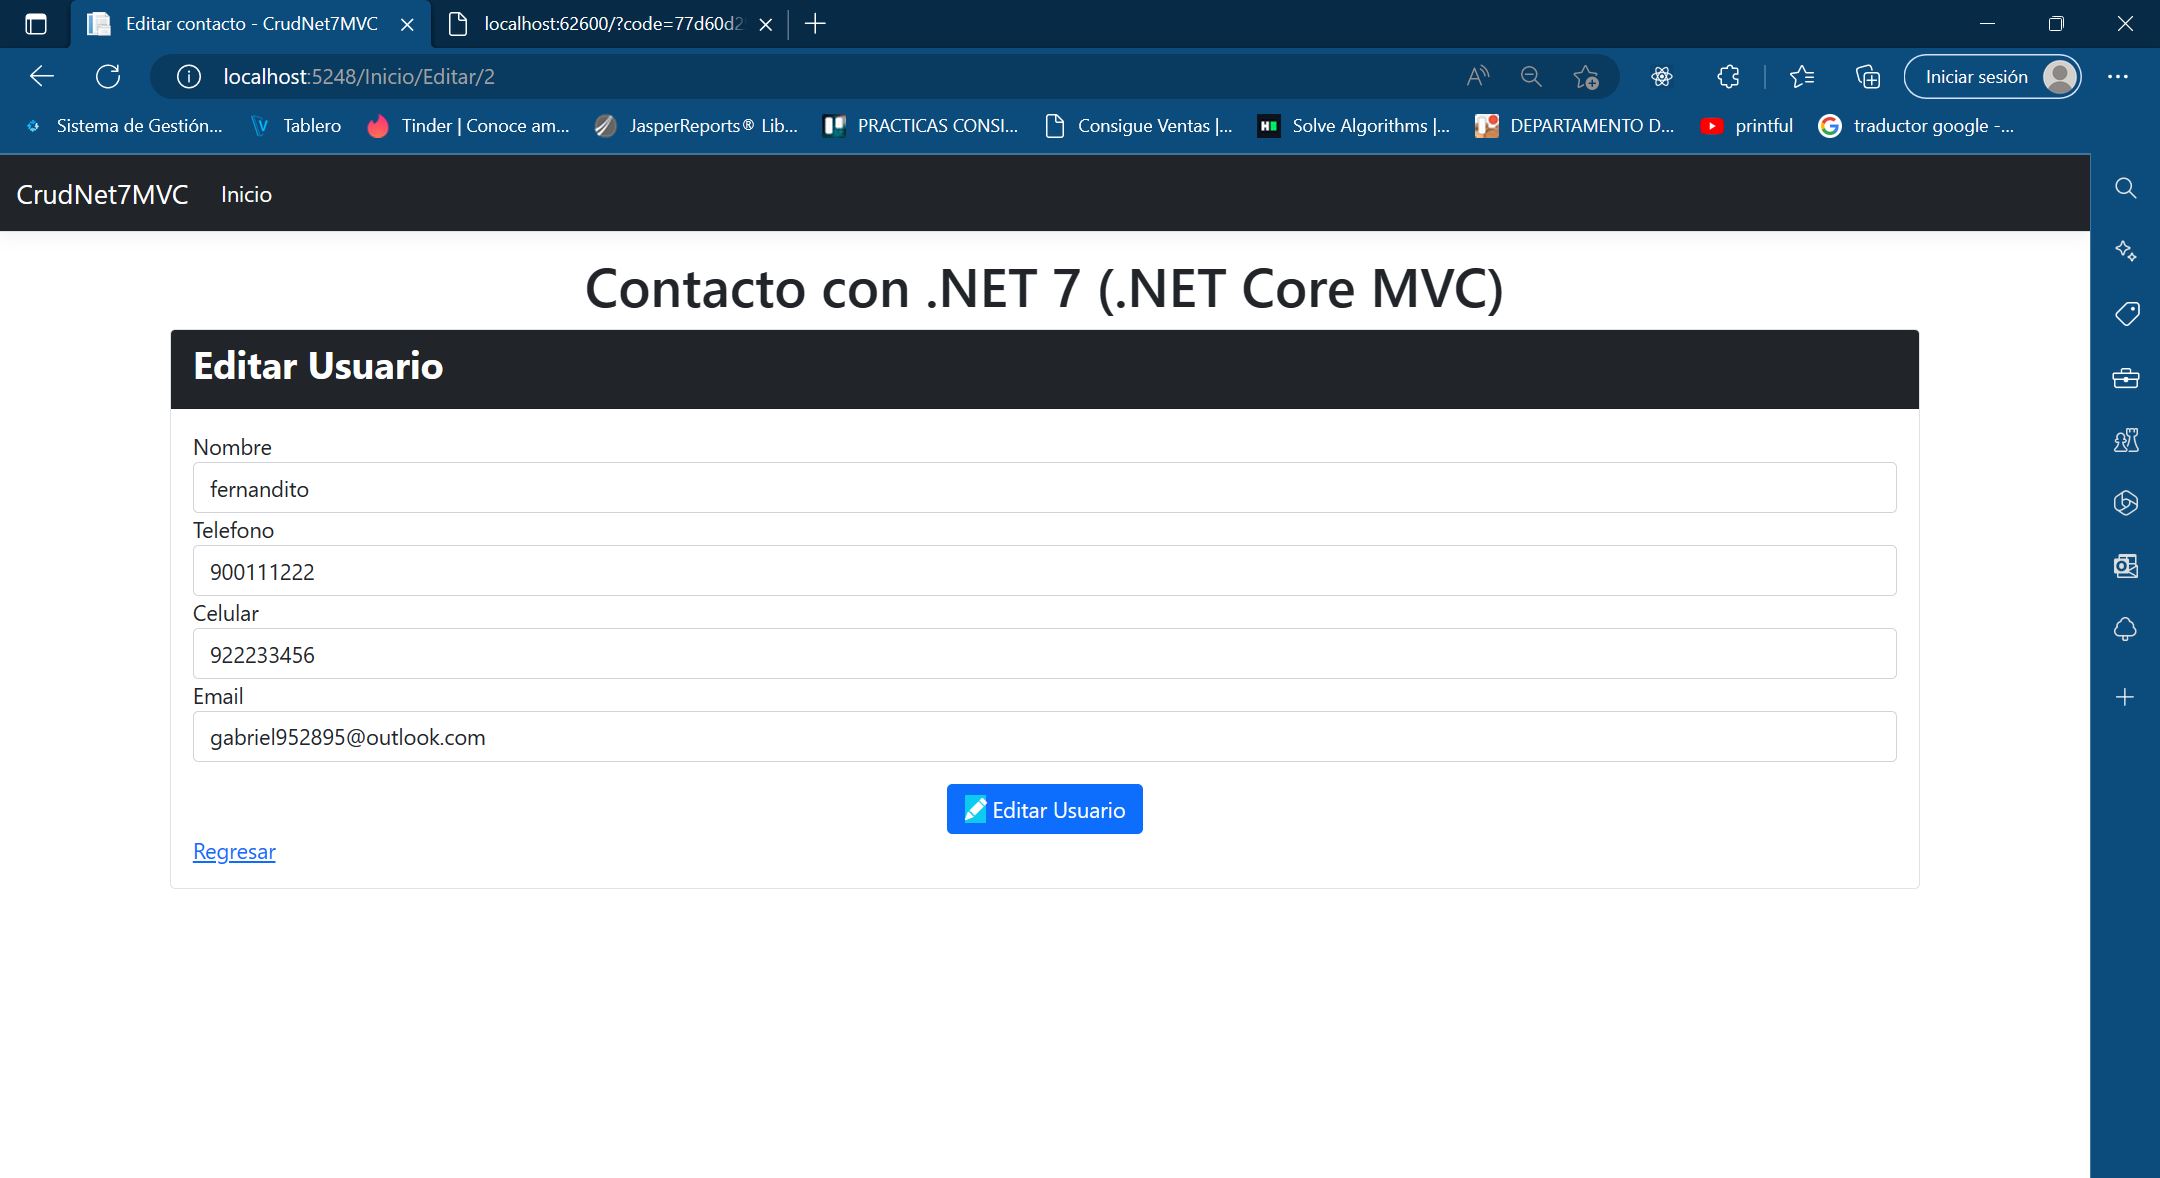 Editar contacto - CrudNet7MVC
localhost:62600/?code=77d60d2
localhost:5248/Inicio/Editar/2
Iniciar sesión
Sistema de Gestión...
Tablero
Tinder | Conoce am...
JasperReports® Lib...
PRACTICAS CONSI...
Consigue Ventas |...
Solve Algorithms |...
DEPARTAMENTO D...
printful
traductor google -...
CrudNet7MVC
Inicio
Contacto con .NET 7 (.NET Core MVC)
Editar Usuario
Nombre
fernandito
Telefono
900111222
Celular
922233456
Email
gabriel952895@outlook.com
Editar Usuario
Regresar